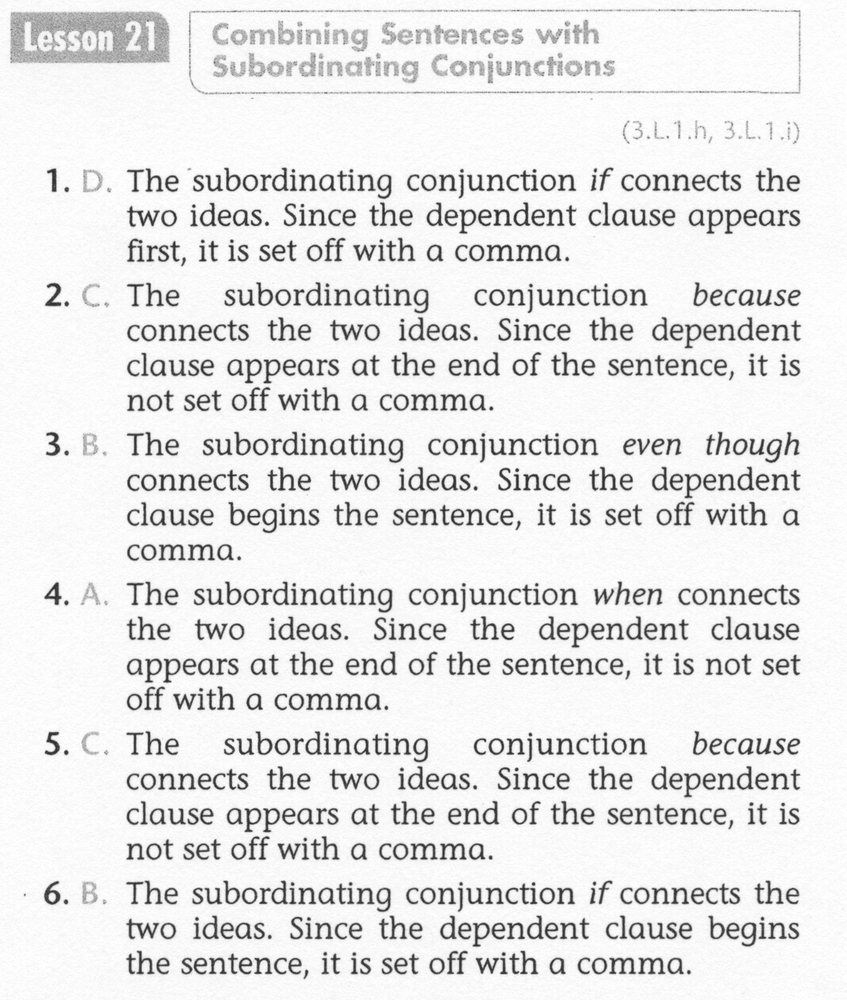 Lesson 21
Combining Sentences with
Subordinating Conjunctions
(3.L.1.h, 3.L.1.i)
1. D. The subordinating conjunction if connects the
two ideas. Since the dependent clause appears
first, it is set off with a comma.
2. C. The subordinating conjunction because
connects the two ideas. Since the dependent
clause appears at the end of the sentence, it is
not set off with a comma.
3. B. The subordinating conjunction even though
connects the two ideas. Since the dependent
clause begins the sentence, it is set off with a
comma.
4. A. The subordinating conjunction when connects
the two ideas. Since the dependent clause
appears at the end of the sentence, it is not set
off with a comma.
5. C. The subordinating conjunction because
connects the two ideas. Since the dependent
clause appears at the end of the sentence, it is
not set off with a comma.
6. B. The subordinating conjunction if connects the
two ideas. Since the dependent clause begins
the sentence, it is set off with a comma.